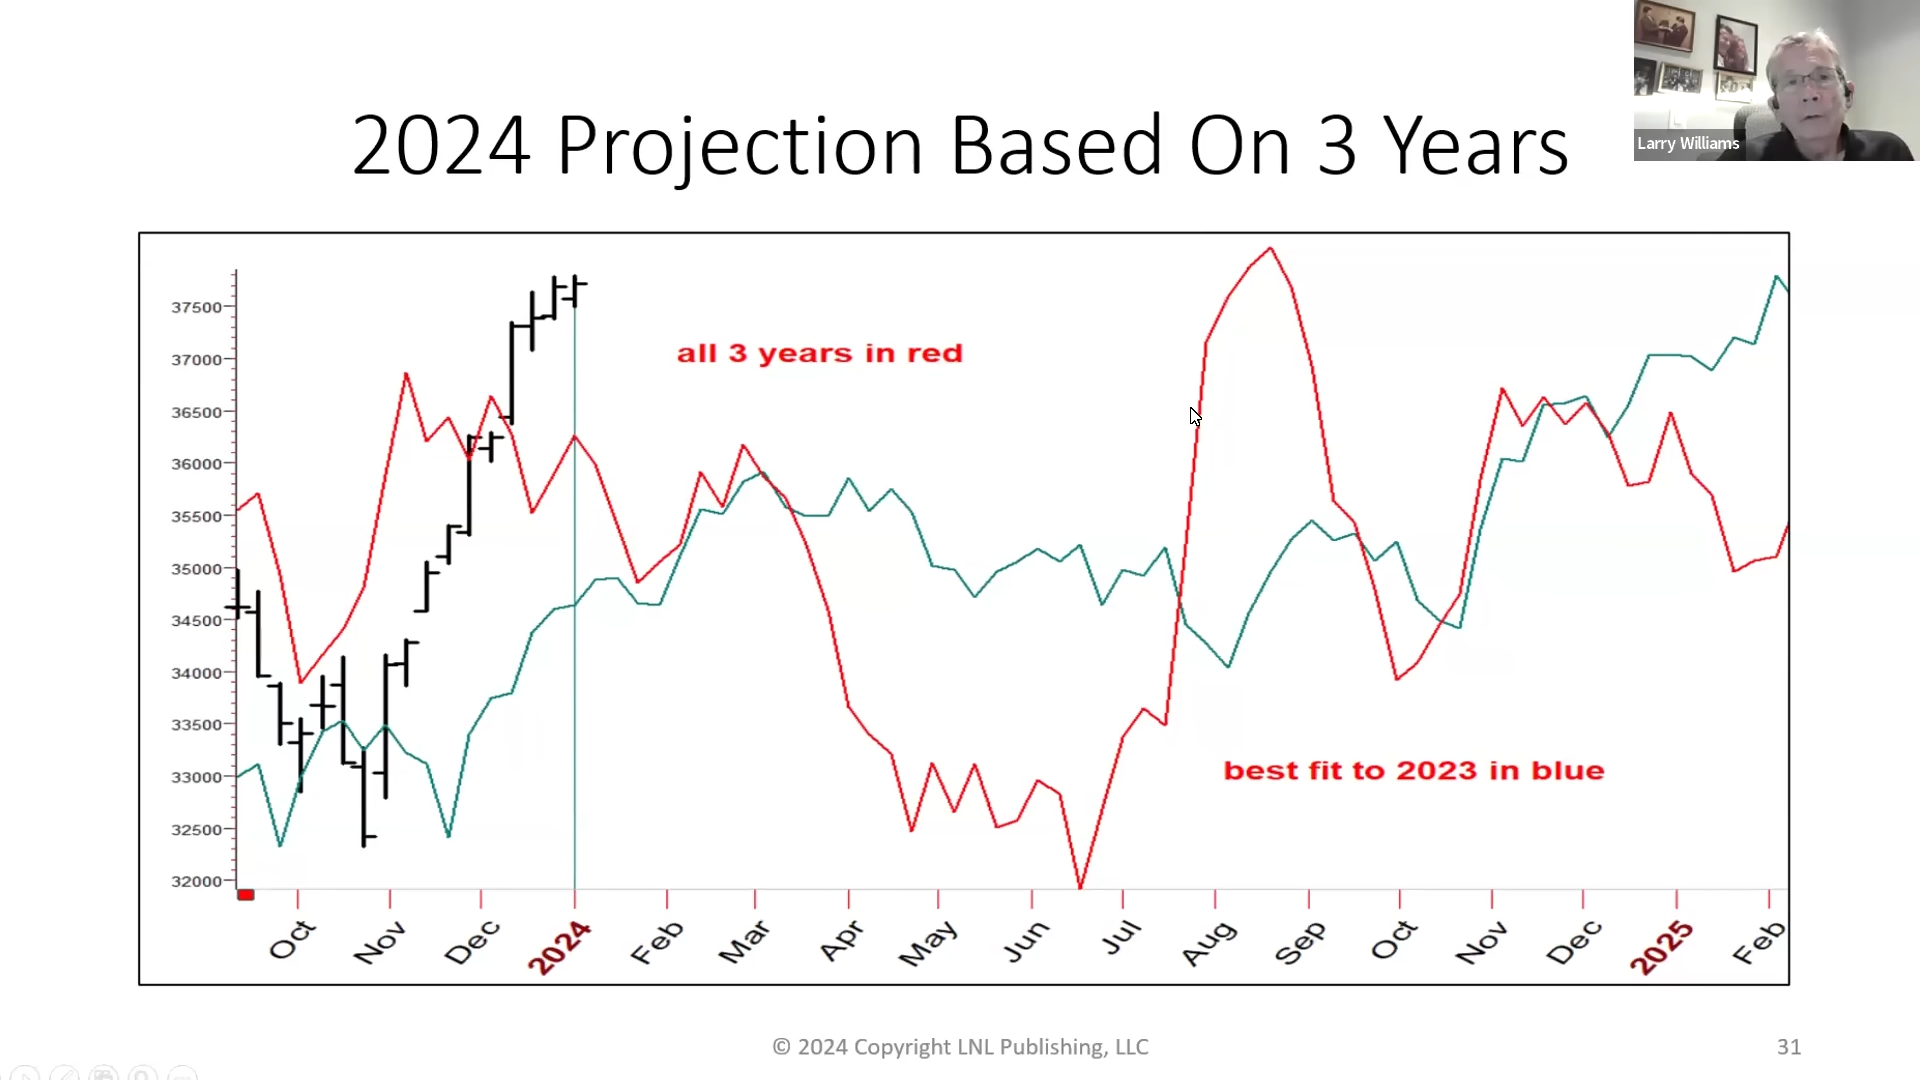 Larry Williams
2024 Projection Based On 3 Years
37500
37000
36500
36000
35500
35000
34500
34000
33500
33000
32500
32000
all 3 years in red
best fit to 2023 in blue
Oct Nov Dec 2024 Feb Mar Apr May Jun Jul Aug Sep Oct Nov Dec 2025 Feb
© 2024 Copyright LNL Publishing, LLC
31